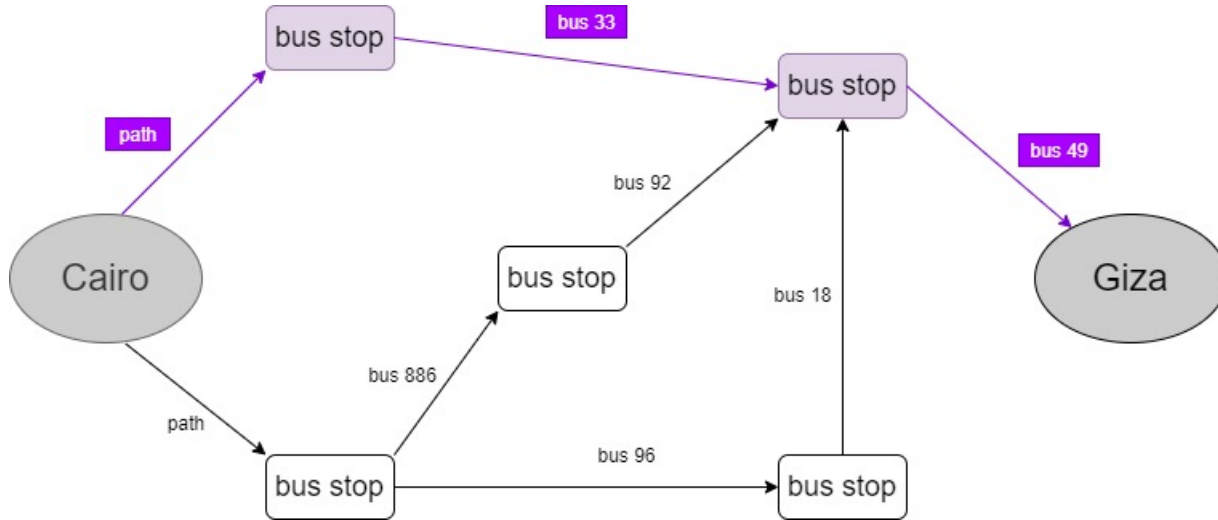 bus stop
bus 33
bus stop
path
bus 49
bus 92
Cairo
bus stop
bus 18
Giza
bus 886
path
bus stop
bus 96
bus stop